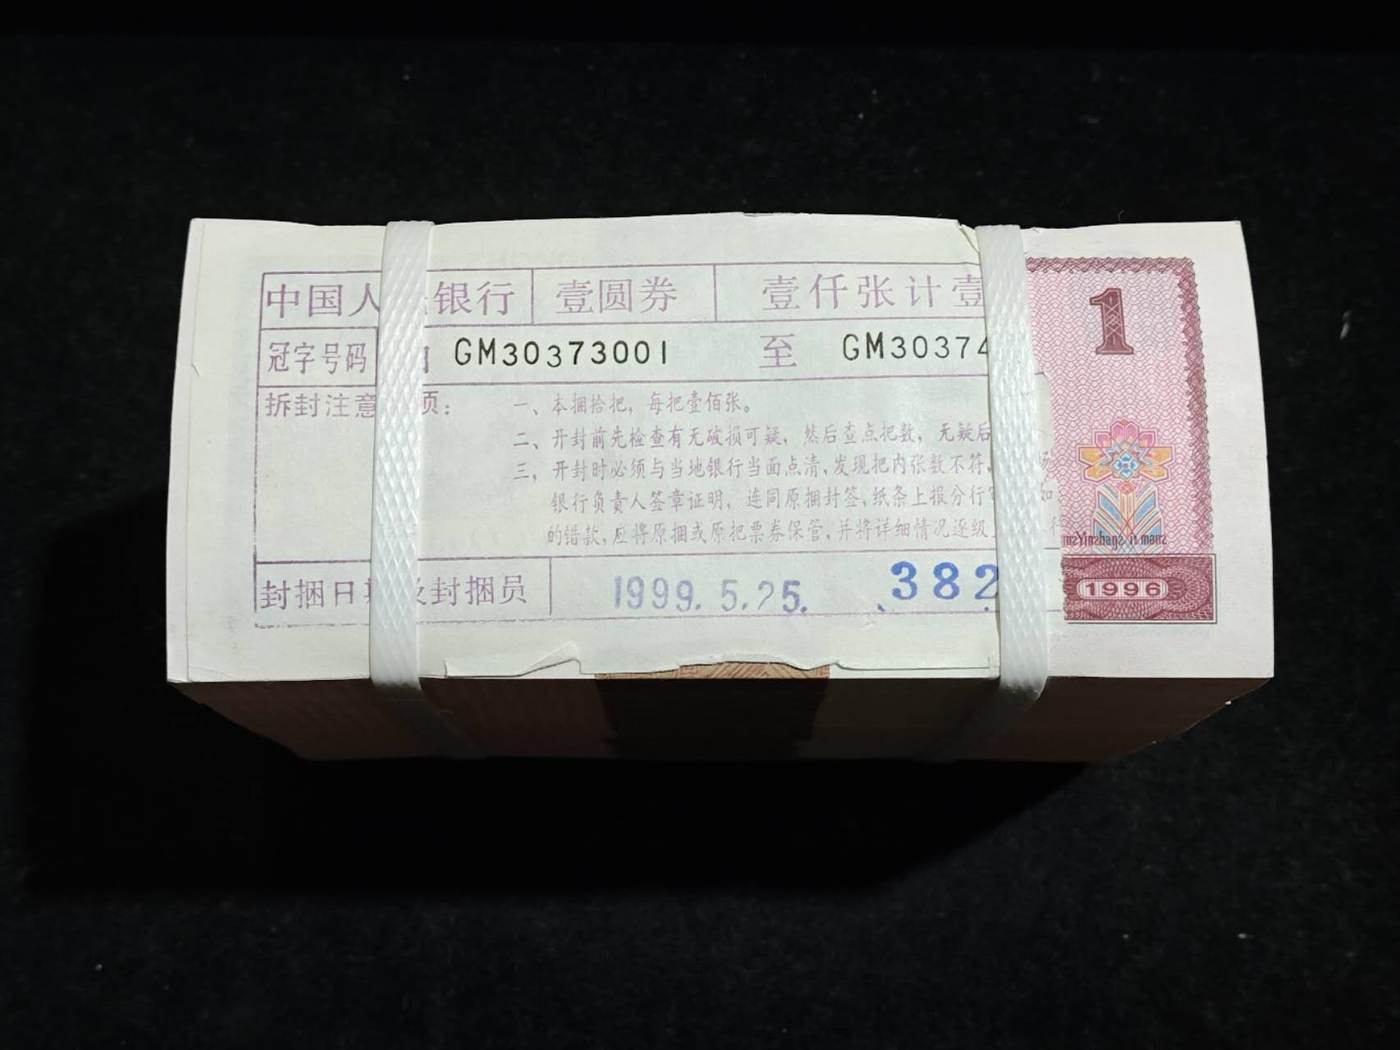 中国人 银行 壹圆券 壹仟张计壹
冠字号码 GM30373001 至 GM30374
拆封注意 项：
一、本捆拾把，每把壹佰张。
二、开封前先检查有无破损可疑，然后查点把数，无疑后
三，开封时必须与当地银行当面点清，发现把内张数不符，
银行负责人签章证明，连同原捆封签，纸条上报分行 如
的错款，应将原捆或原把票券保管，并将详细情况逐级
封捆日 及封捆员 1999.5.25. 382
1
1996